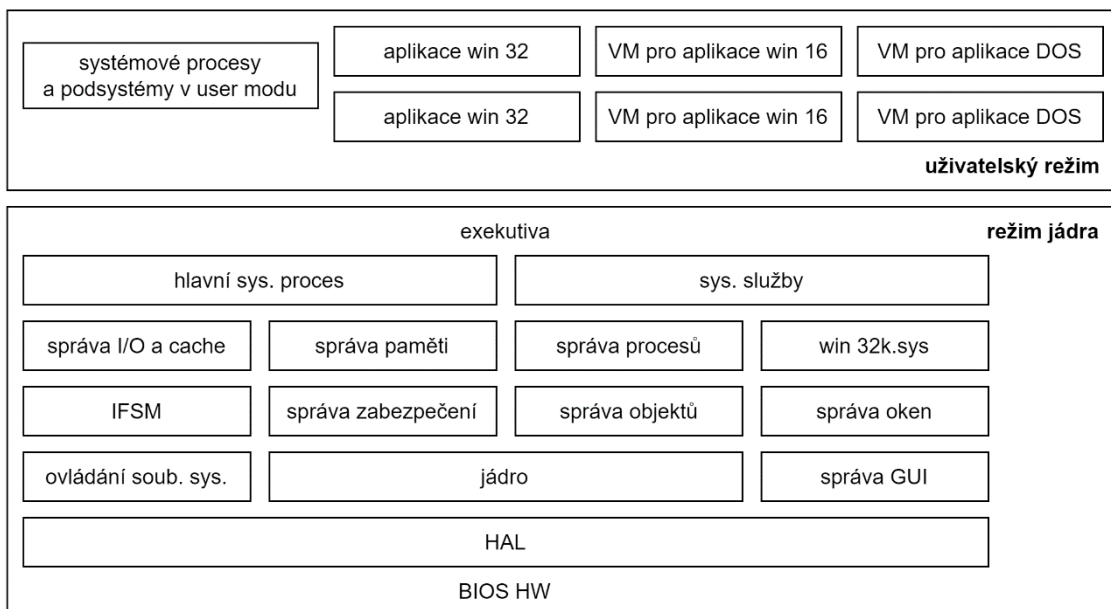 systémové procesy
a podsystémy v user modu
aplikace win 32
VM pro aplikace win 16
VM pro aplikace DOS
aplikace win 32
VM pro aplikace win 16
VM pro aplikace DOS
uživatelský režim
exekutiva
režim jádra
hlavní sys. proces
sys. služby
správa I/O a cache
správa paměti
správa procesů
win 32k.sys
IFSM
správa zabezpečení
správa objektů
správa oken
ovládání soub. sys.
jádro
správa GUI
HAL
BIOS HW